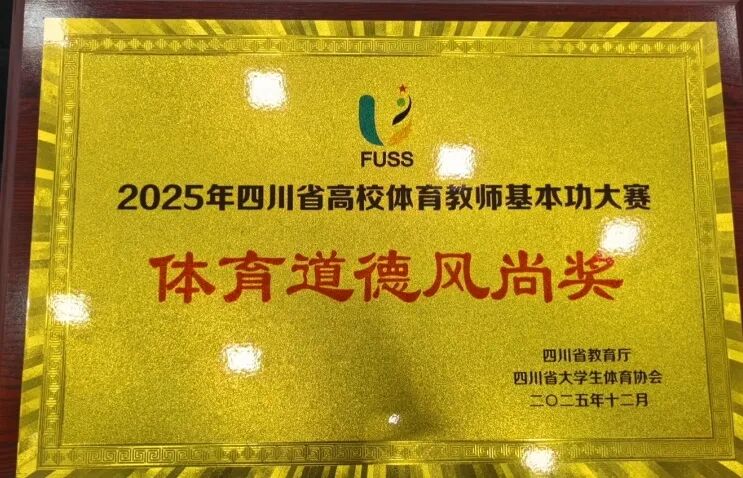 FUSS
2025年四川省高校体育教师基本功大赛
体育道德风尚奖
四川省教育厅
四川省大学生体育协会
二〇二五年十二月